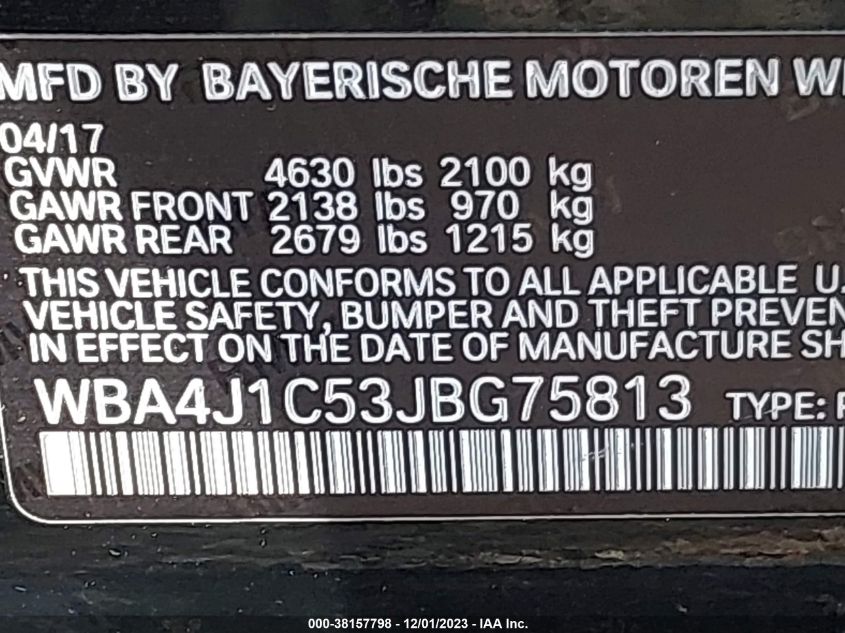 MFD BY BAYERISCHE MOTOREN
04/17
GVWR 4630 lbs 2100 kg
GAWR FRONT 2138 lbs 970 kg
GAWR REAR 2679 lbs 1215 kg
THIS VEHICLE CONFORMS TO ALL APPLICABLE U.
VEHICLE SAFETY, BUMPER AND THEFT PREVEN
IN EFFECT ON THE DATE OF MANUFACTURE SH
WBA4J1C53JBG75813 TYPE:
000-38157798 - 12/01/2023 - IAA Inc.